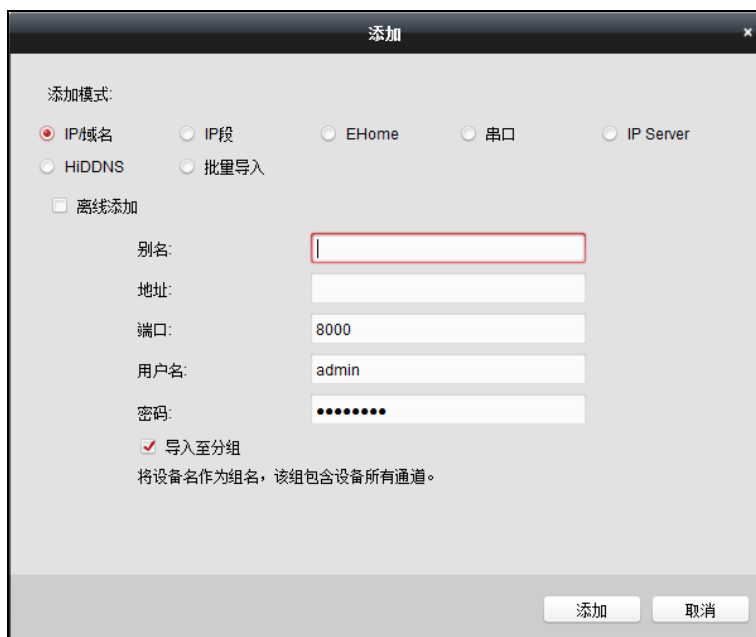 添加
添加模式:
IP/域名 IP段 EHome 串口 IP Server
HiDDNS 批量导入
离线添加
别名:
地址:
端口: 8000
用户名: admin
密码: ●●●●●●●●
导入至分组
将设备名作为组名，该组包含设备所有通道。
添加 取消